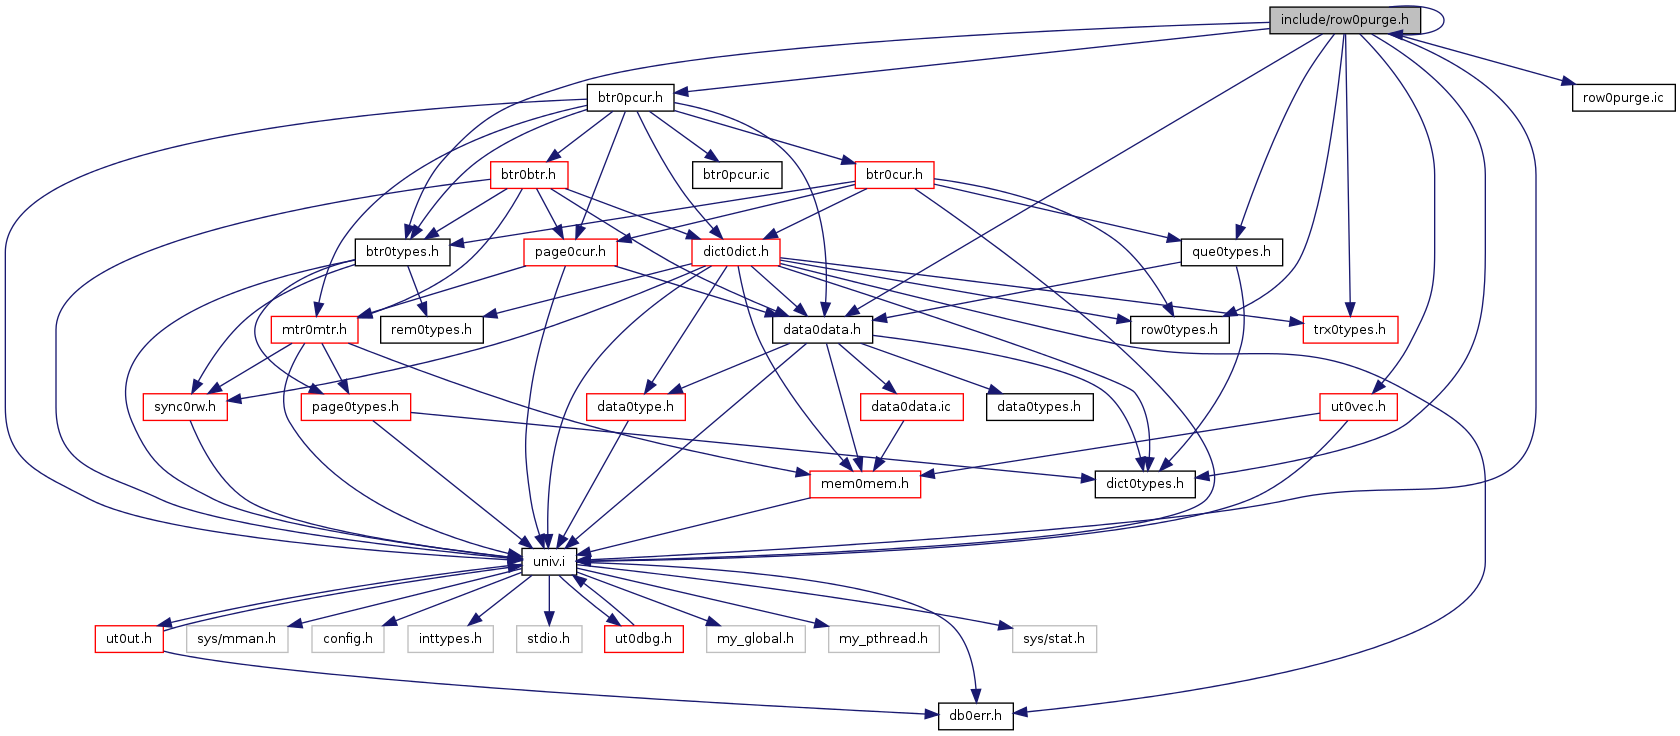 include/row0purge.h
btr0pcur.h
row0purge.ic
btr0btr.h
btr0pcur.ic
btr0cur.h
btr0types.h
page0cur.h
dict0dict.h
que0types.h
mtr0mtr.h
rem0types.h
data0data.h
row0types.h
trx0types.h
sync0rw.h
page0types.h
data0type.h
data0data.ic
data0types.h
ut0vec.h
mem0mem.h
dict0types.h
univ.i
ut0ut.h
sys/mman.h
config.h
inttypes.h
stdio.h
ut0dbg.h
my_global.h
my_pthread.h
sys/stat.h
db0err.h